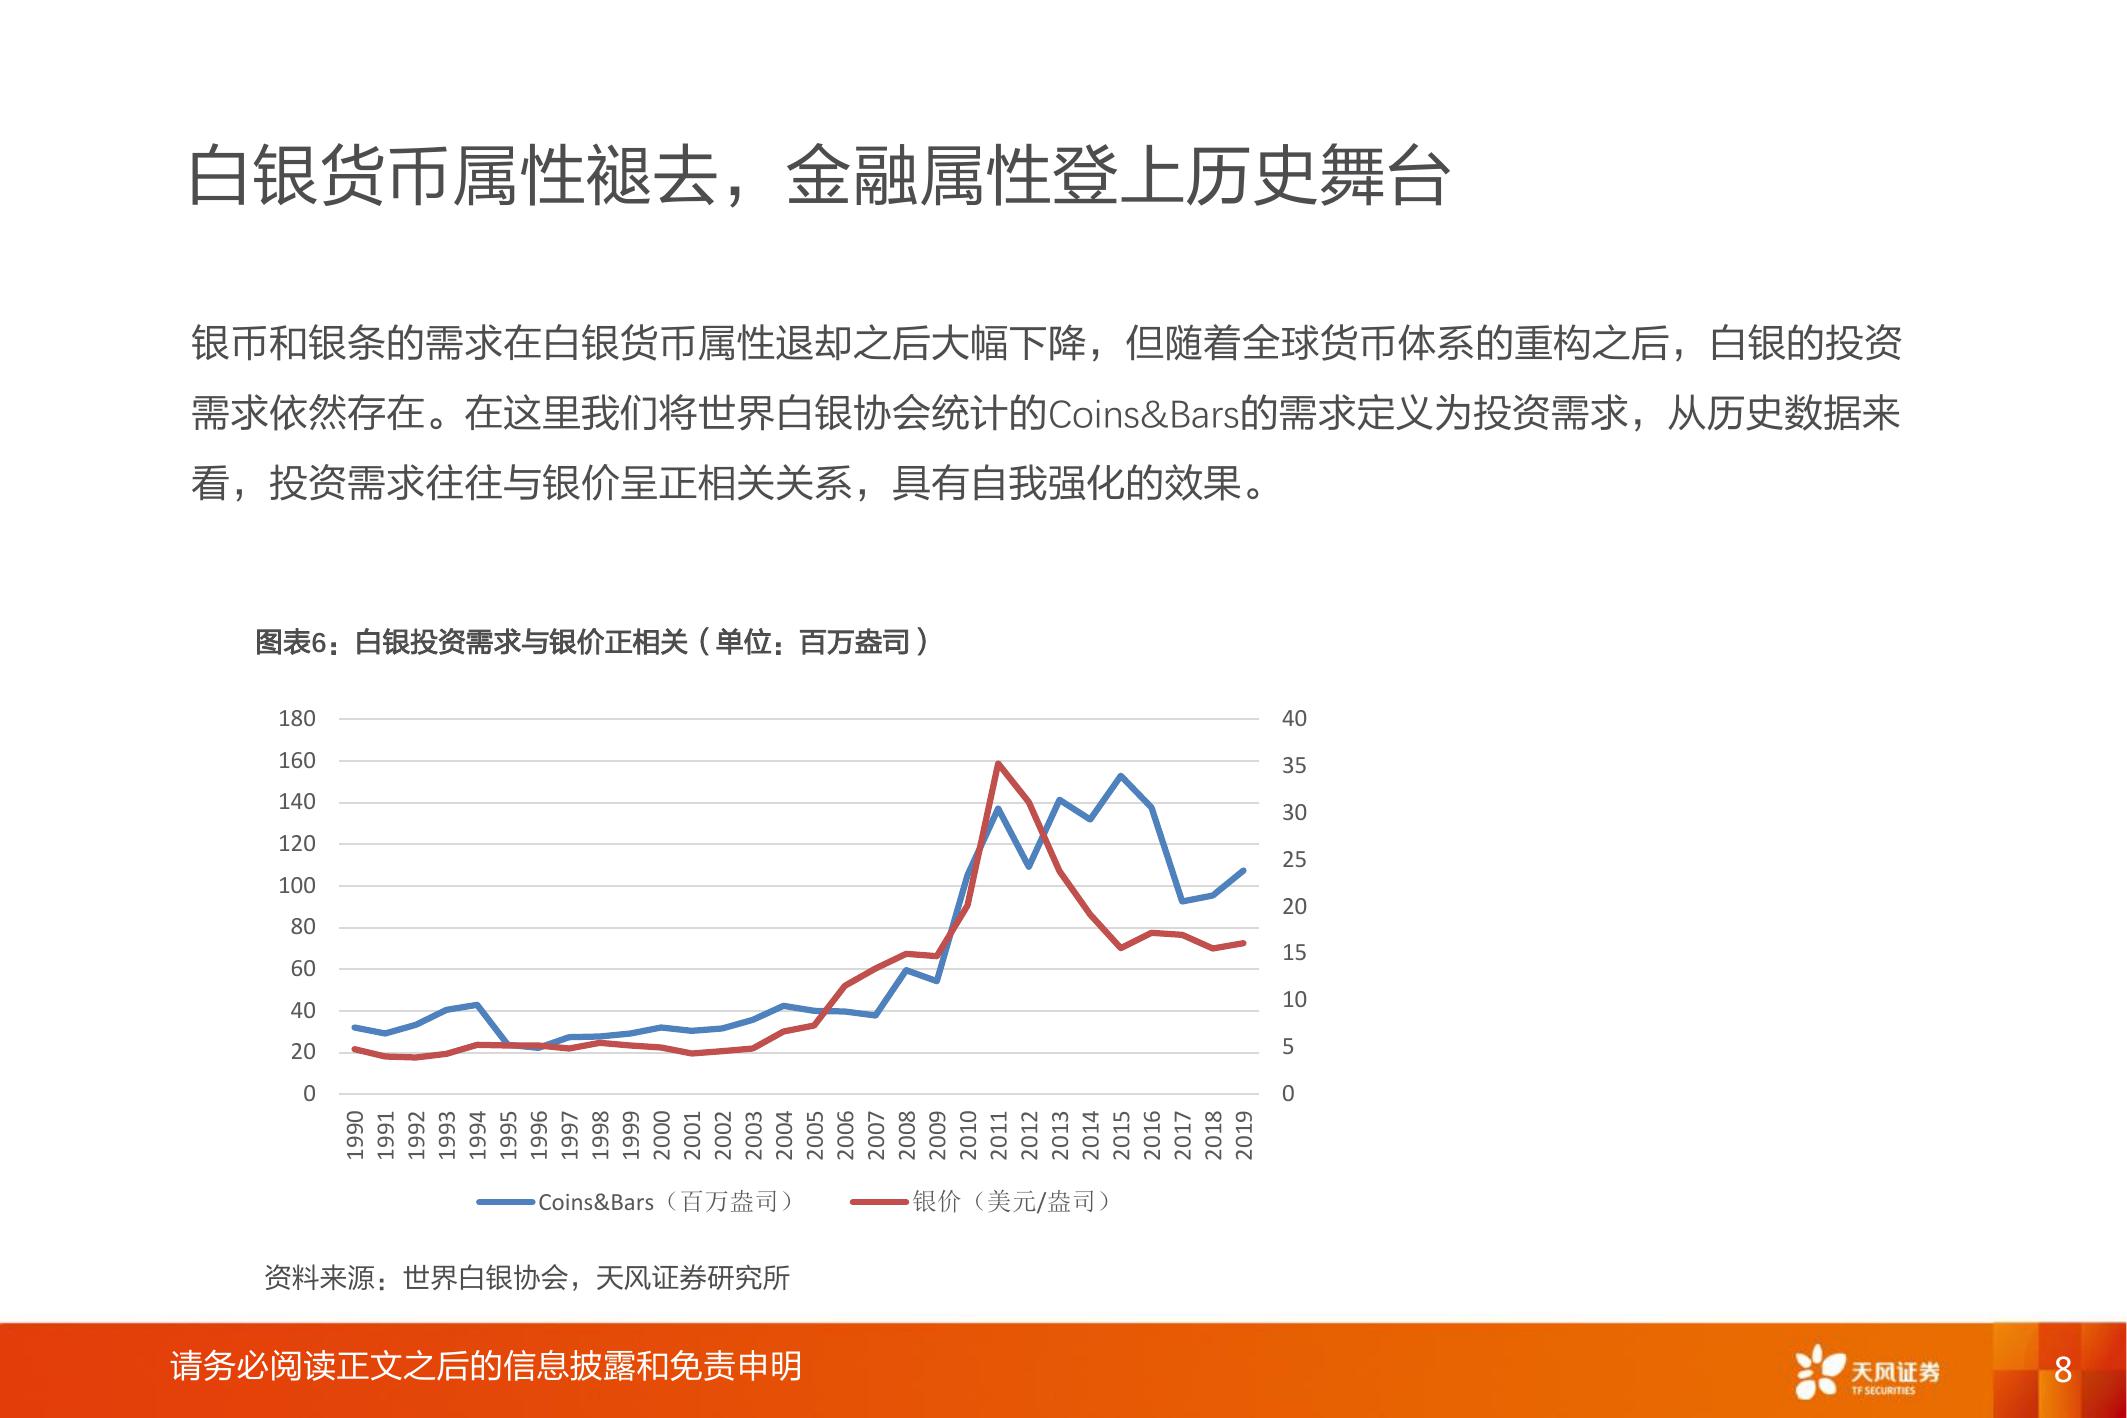 白银货币属性褪去，金融属性登上历史舞台
银币和银条的需求在白银货币属性退却之后大幅下降，但随着全球货币体系的重构之后，白银的投资
需求依然存在。在这里我们将世界白银协会统计的Coins&Bars的需求定义为投资需求，从历史数据来
看，投资需求往往与银价呈正相关关系，具有自我强化的效果。
图表6：白银投资需求与银价正相关（单位：百万盎司）
180
160
140
120
100
80
60
40
20
0
40
35
30
25
20
15
10
5
0
1990 1991 1992 1993 1994 1995 1996 1997 1998 1999 2000 2001 2002 2003 2004 2005 2006 2007 2008 2009 2010 2011 2012 2013 2014 2015 2016 2017 2018 2019
Coins&Bars（百万盎司） 银价（美元/盎司）
资料来源：世界白银协会，天风证券研究所
请务必阅读正文之后的信息披露和免责申明
天风证券
TF SECURITIES
8